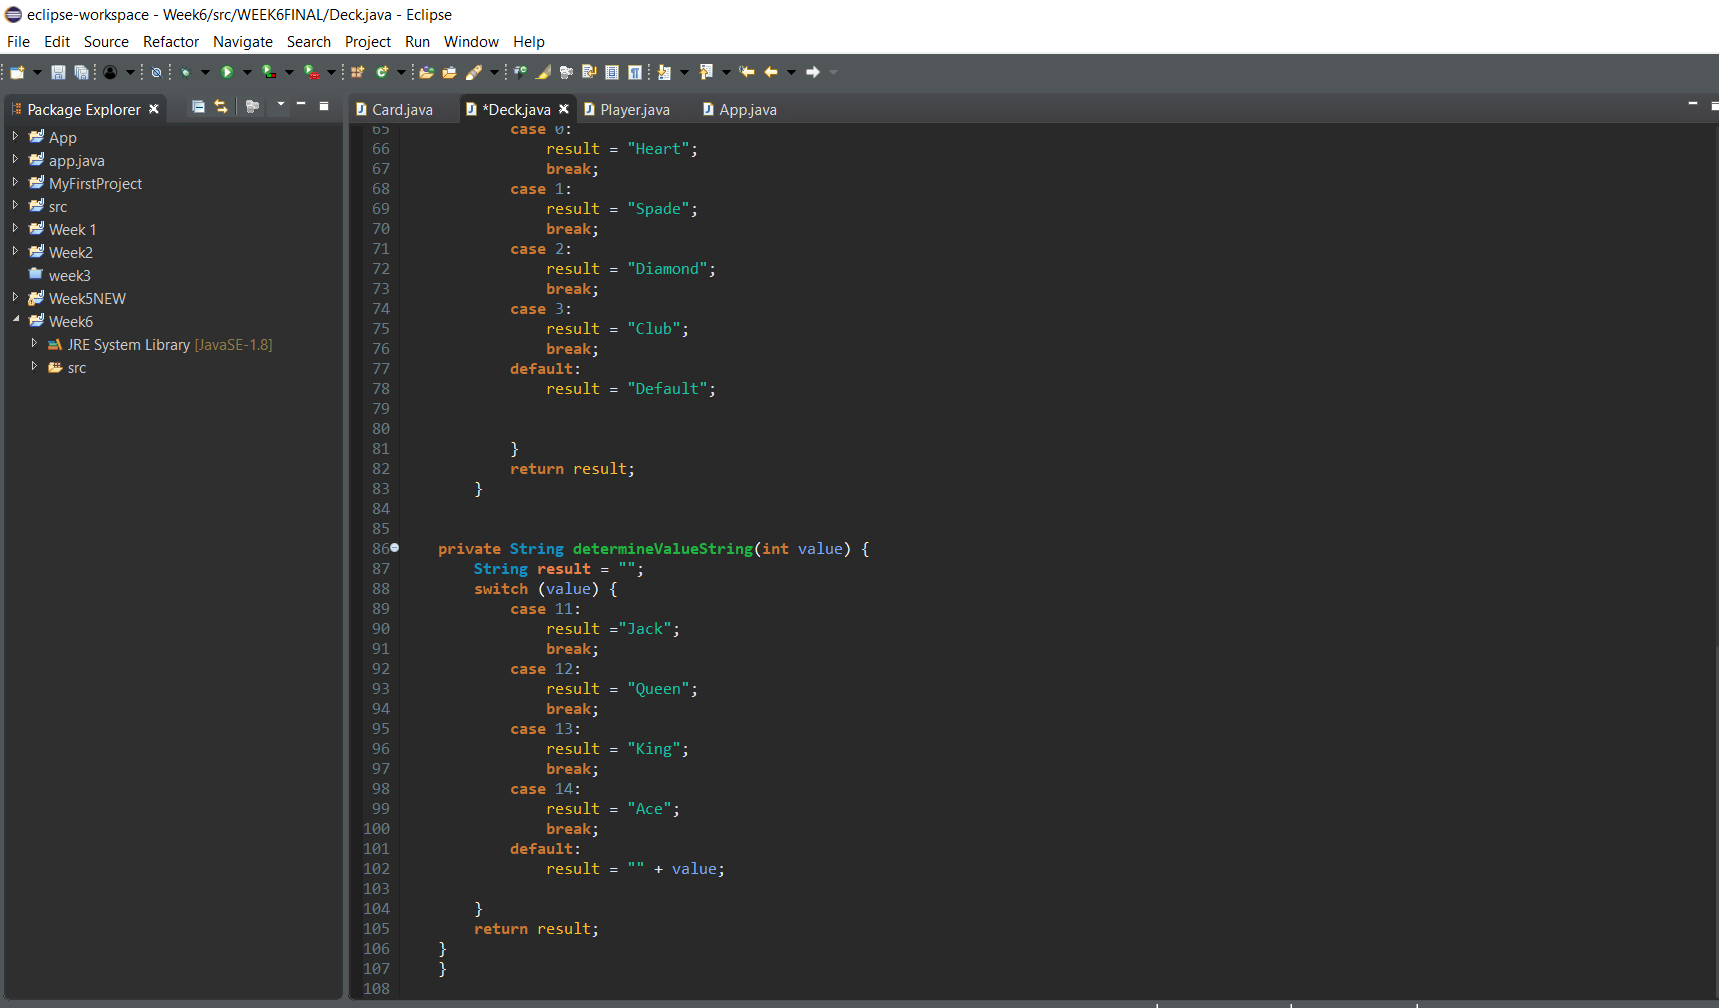 eclipse-workspace - Week6/src/WEEK6FINAL/Deck.java - Eclipse
File Edit Source Refactor Navigate Search Project Run Window Help
Package Explorer
App
app.java
MyFirstProject
src
Week 1
Week2
week3
Week5NEW
Week6
JRE System Library [JavaSE-1.8]
src
Card.java *Deck.java Player.java App.java
65 case 0:
66 result = "Heart";
67 break;
68 case 1:
69 result = "Spade";
70 break;
71 case 2:
72 result = "Diamond";
73 break;
74 case 3:
75 result = "Club";
76 break;
77 default:
78 result = "Default";
79
80
81 }
82 return result;
83 }
84
85
86 private String determineValueString(int value) {
87 String result = "";
88 switch (value) {
89 case 11:
90 result ="Jack";
91 break;
92 case 12:
93 result = "Queen";
94 break;
95 case 13:
96 result = "King";
97 break;
98 case 14:
99 result = "Ace";
100 break;
101 default:
102 result = "" + value;
103
104 }
105 return result;
106 }
107 }
108